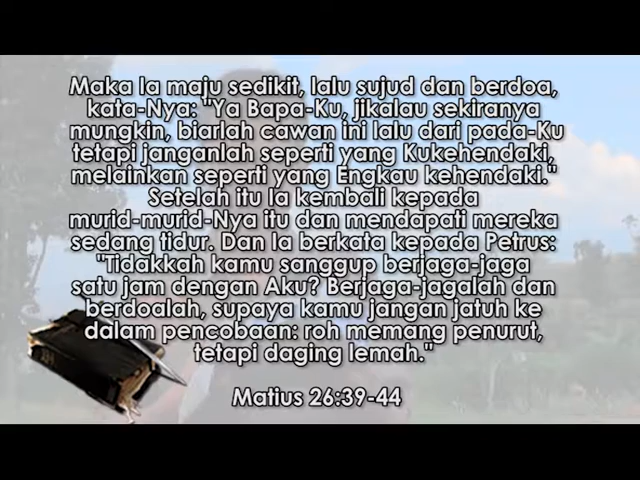 Maka Ia maju sedikit, lalu sujud dan berdoa,
kata-Nya: "Ya Bapa-Ku, jikalau sekiranya
mungkin, biarlah cawan ini lalu dari pada-Ku
tetapi janganlah seperti yang Kukehendaki,
melainkan seperti yang Engkau kehendaki."
Setelah itu Ia kembali kepada
murid-murid-Nya itu dan mendapati mereka
sedang tidur. Dan Ia berkata kepada Petrus:
"Tidakkah kamu sanggup berjaga-jaga
satu jam dengan Aku? Berjaga-jagalah dan
berdoalah, supaya kamu jangan jatuh ke
dalam pencobaan: roh memang penurut,
tetapi daging lemah."
Matius 26:39-44